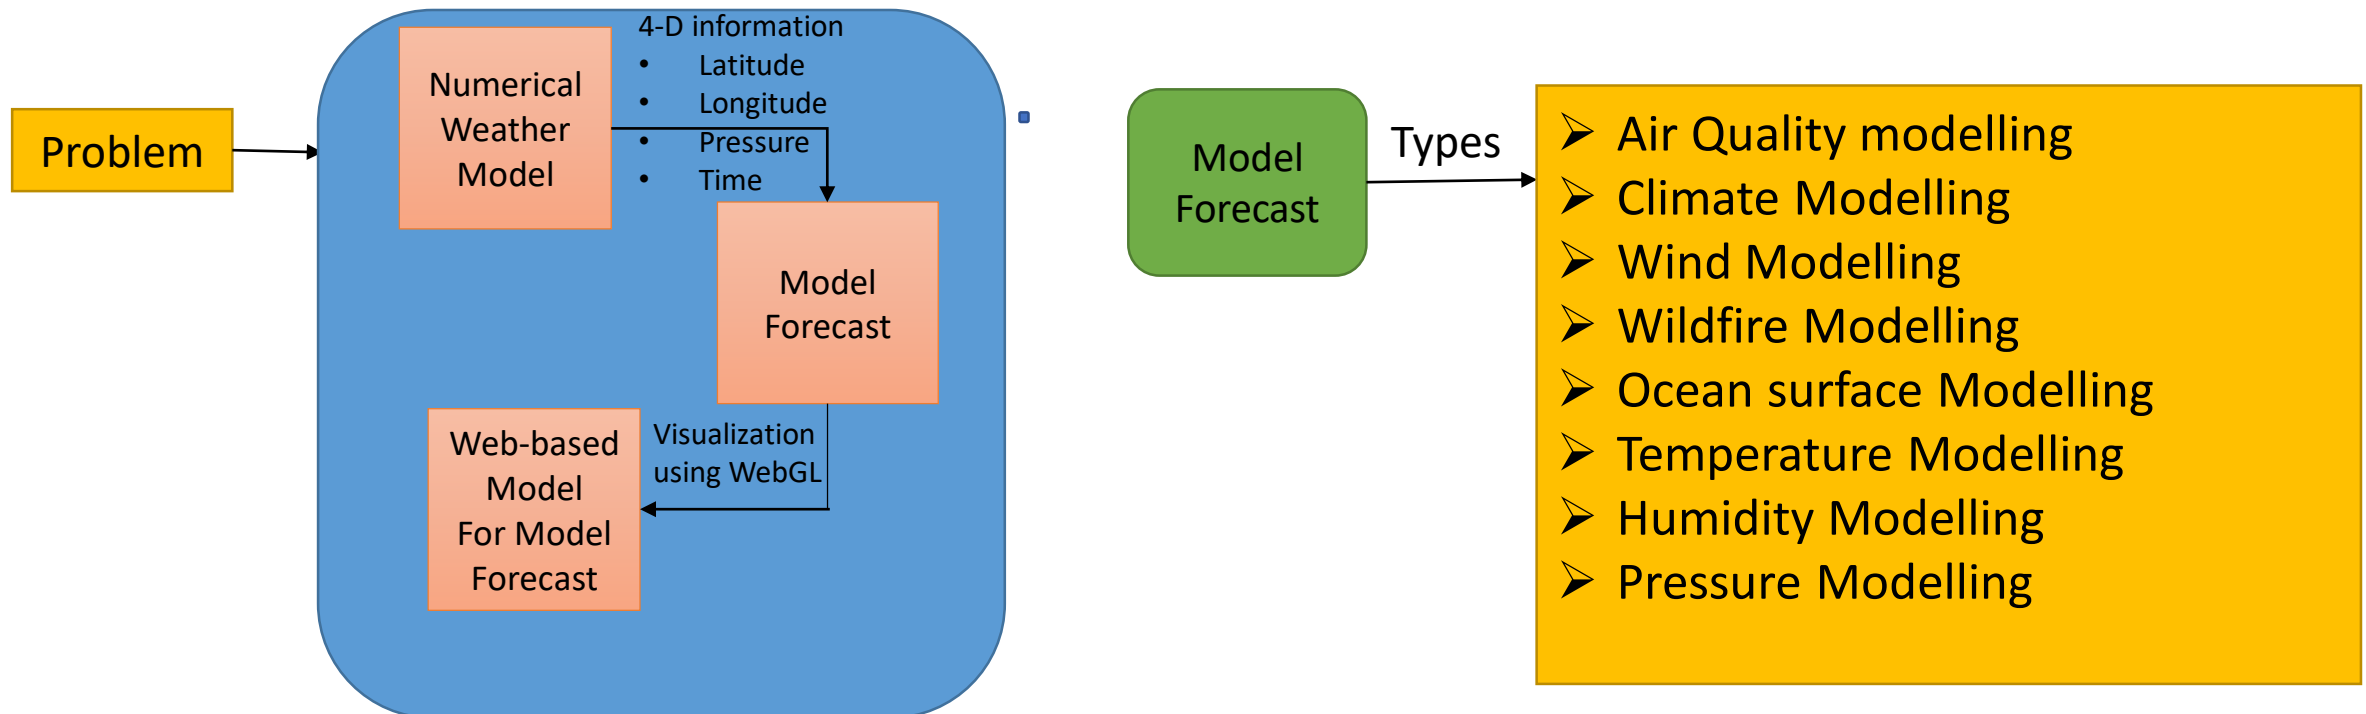 Problem
Numerical
Weather
Model
4-D information
• Latitude
• Longitude
• Pressure
• Time
Model
Forecast
Visualization
using WebGL
Web-based
Model
For Model
Forecast
Model
Forecast
Types
➢ Air Quality modelling
➢ Climate Modelling
➢ Wind Modelling
➢ Wildfire Modelling
➢ Ocean surface Modelling
➢ Temperature Modelling
➢ Humidity Modelling
➢ Pressure Modelling